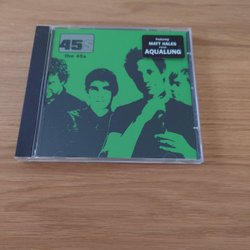 45s
the 45s
featuring
MATT HALES
AQUALUNG